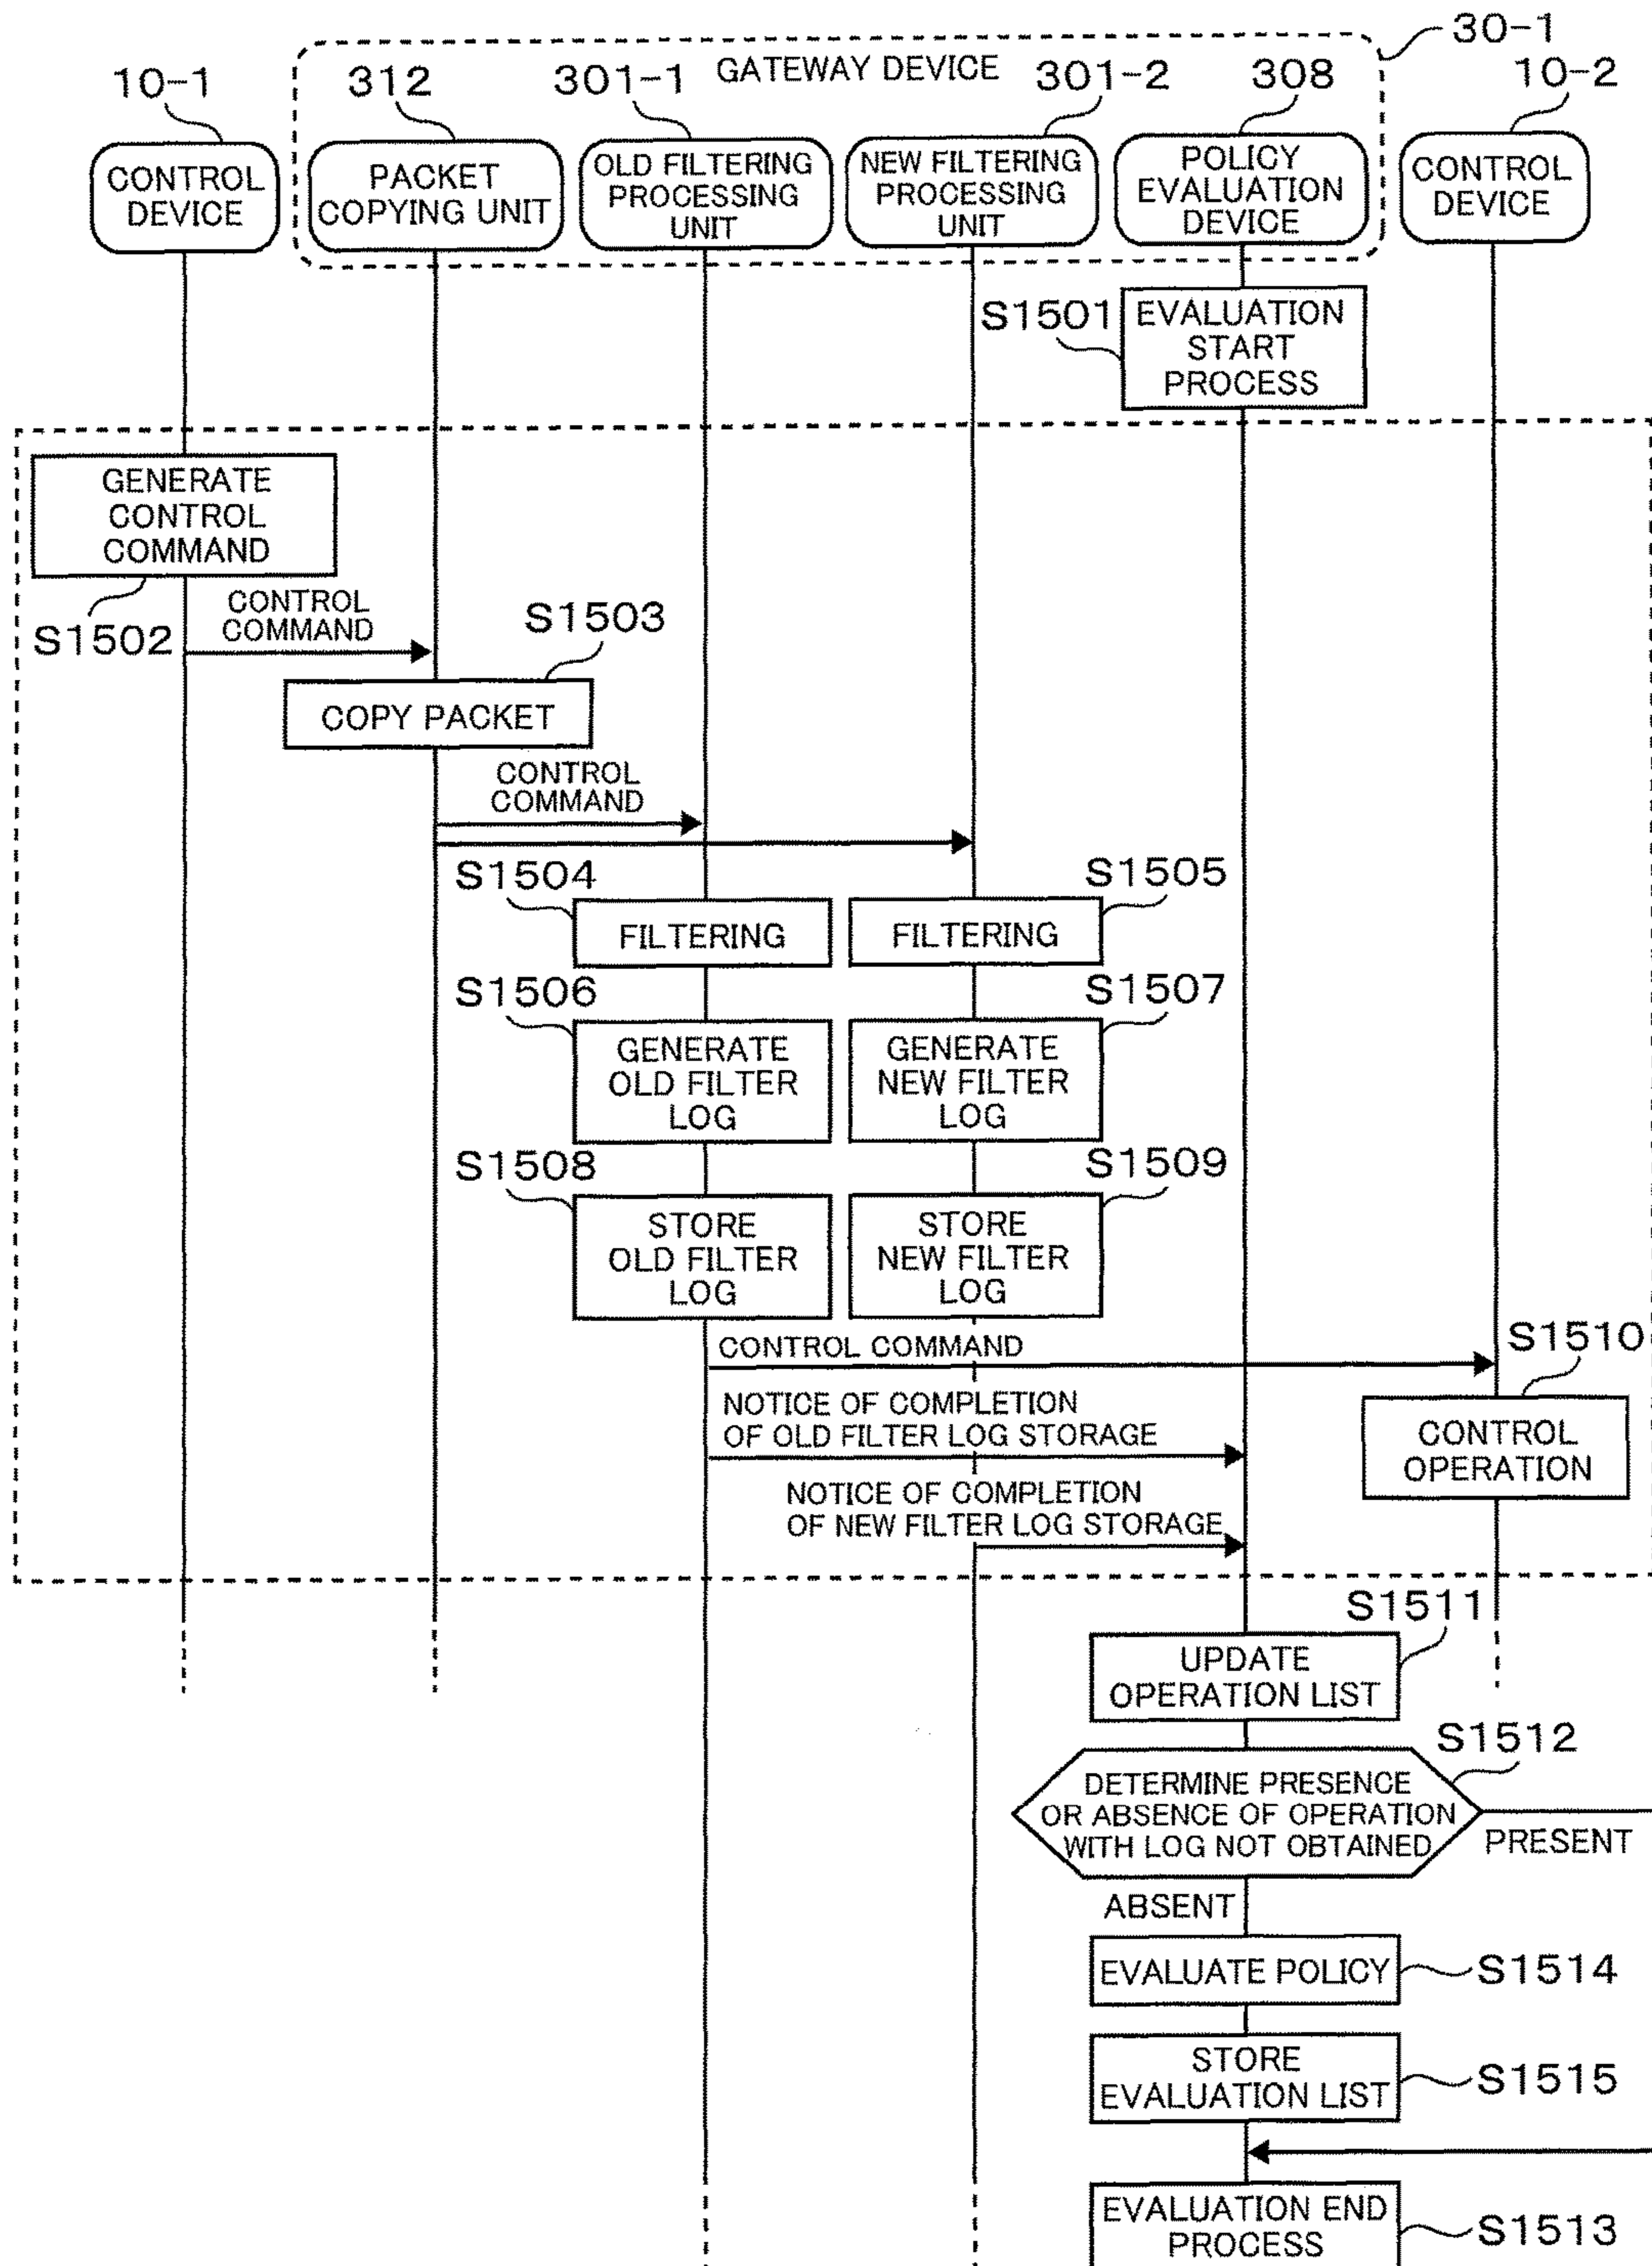 30-1
GATEWAY DEVICE
10-1
312
301-1
301-2
308
10-2
CONTROL
DEVICE
PACKET
COPYING UNIT
OLD FILTERING
PROCESSING
UNIT
NEW FILTERING
PROCESSING
UNIT
POLICY
EVALUATION
DEVICE
CONTROL
DEVICE
S1501
EVALUATION
START
PROCESS
GENERATE
CONTROL
COMMAND
S1502
CONTROL
COMMAND
S1503
COPY PACKET
CONTROL
COMMAND
S1504
FILTERING
S1505
FILTERING
S1506
GENERATE
OLD FILTER
LOG
S1507
GENERATE
NEW FILTER
LOG
S1508
STORE
OLD FILTER
LOG
S1509
STORE
NEW FILTER
LOG
CONTROL COMMAND
S1510
CONTROL
OPERATION
NOTICE OF COMPLETION
OF OLD FILTER LOG STORAGE
NOTICE OF COMPLETION
OF NEW FILTER LOG STORAGE
S1511
UPDATE
OPERATION LIST
S1512
DETERMINE PRESENCE
OR ABSENCE OF OPERATION
WITH LOG NOT OBTAINED
PRESENT
ABSENT
EVALUATE POLICY
S1514
STORE
EVALUATION LIST
S1515
EVALUATION END
PROCESS
S1513